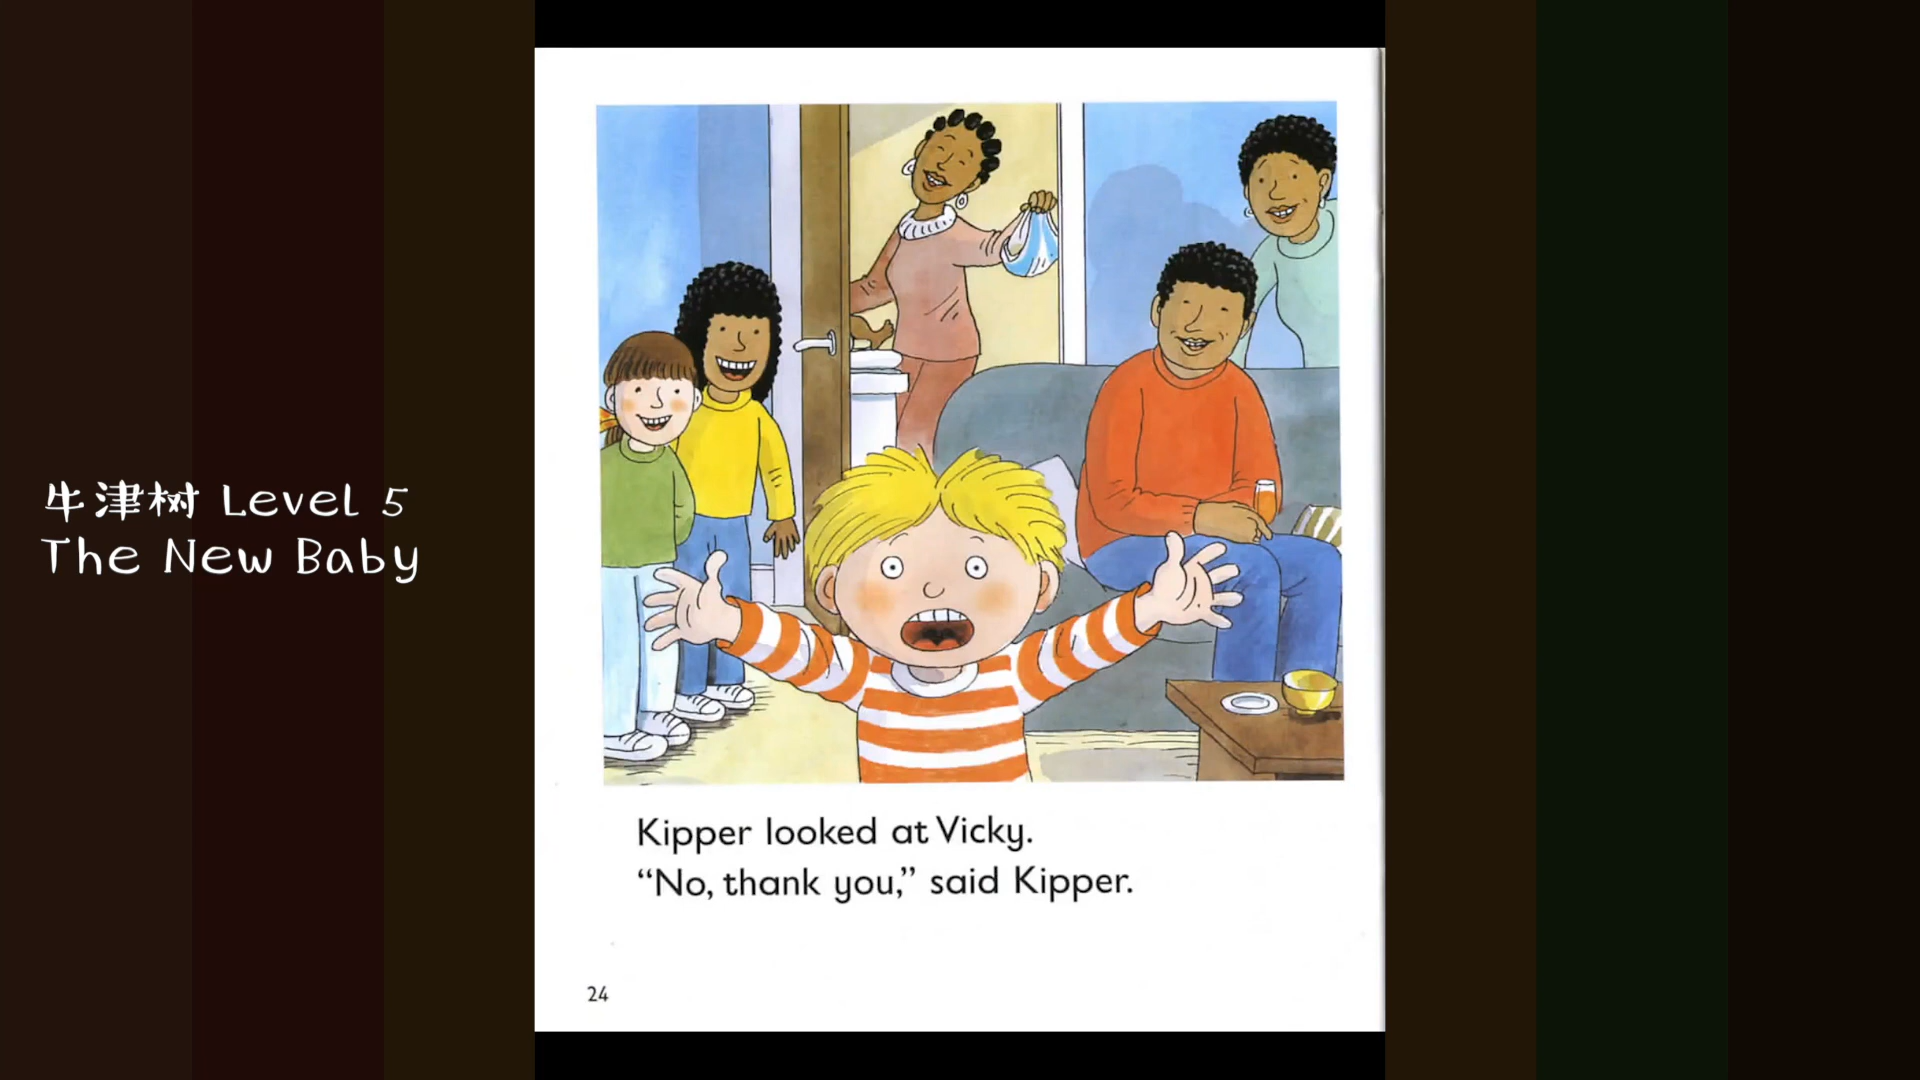 牛津树 Level 5
The New Baby
Kipper looked at Vicky.
“No, thank you,” said Kipper.
24